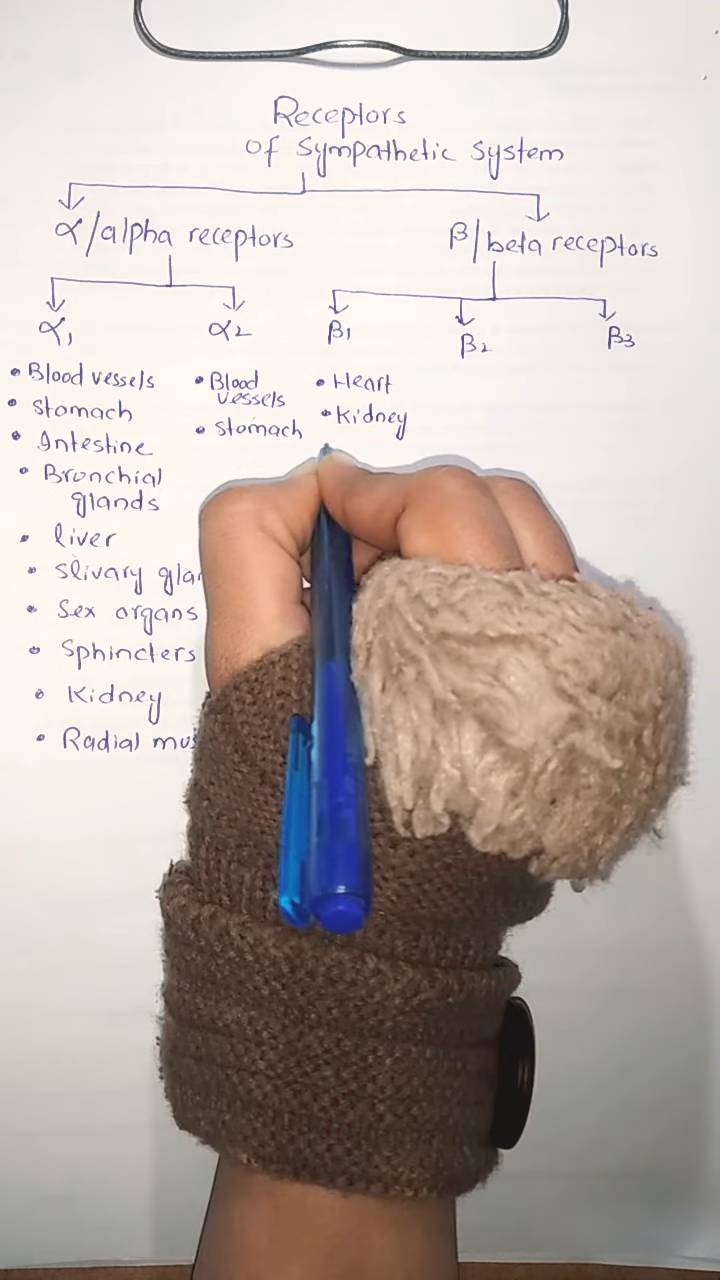 Receptors
of Sympathetic System
α/alpha receptors
β/beta receptors
α1
α2
β1
β2
β3
• Blood vessels
• Stomach
• Intestine
• Bronchial
glands
• liver
• Slivary
• Sex organs
• Sphincters
• Kidney
• Radial
• Blood
vessels
• Stomach
• Heart
• Kidney